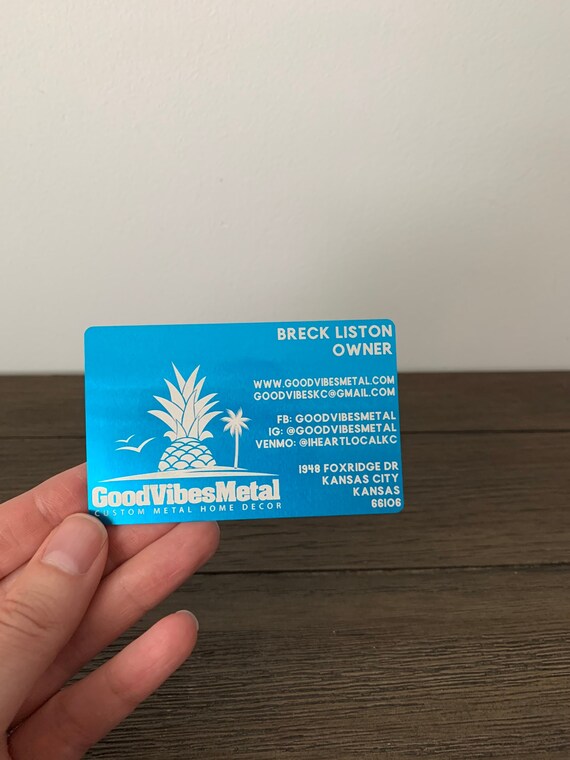 BRECK LISTON
OWNER
WWW.GOODVIBESMETAL.COM
GOODVIBESKC@GMAIL.COM
FB: GOODVIBESMETAL
IG: @GOODVIBESMETAL
VENMO: @IHEARTLOCALKC
1948 FOXRIDGE DR
KANSAS CITY
KANSAS
66106
GoodVibesMetal
CUSTOM METAL HOME DECOR